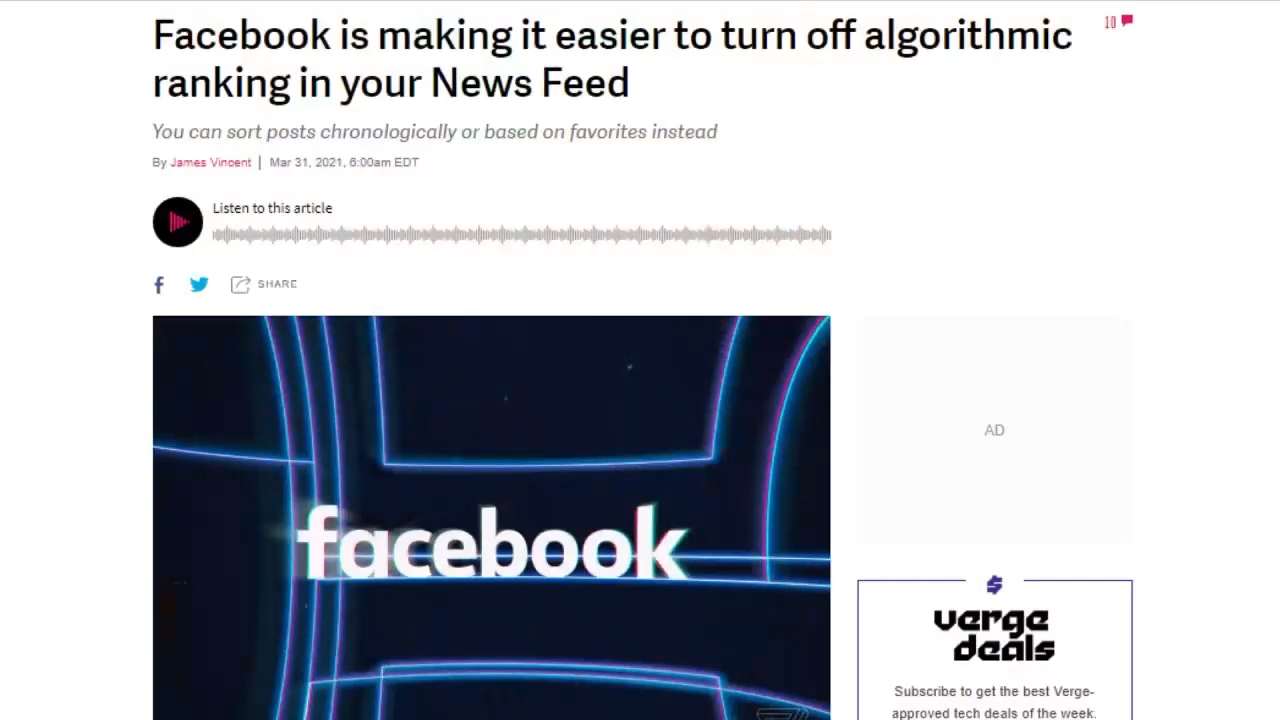 Facebook is making it easier to turn off algorithmic
ranking in your News Feed
10
You can sort posts chronologically or based on favorites instead
By James Vincent | Mar 31, 2021, 6:00am EDT
Listen to this article
SHARE
AD
facebook
verge
deals
Subscribe to get the best Verge-
approved tech deals of the week.